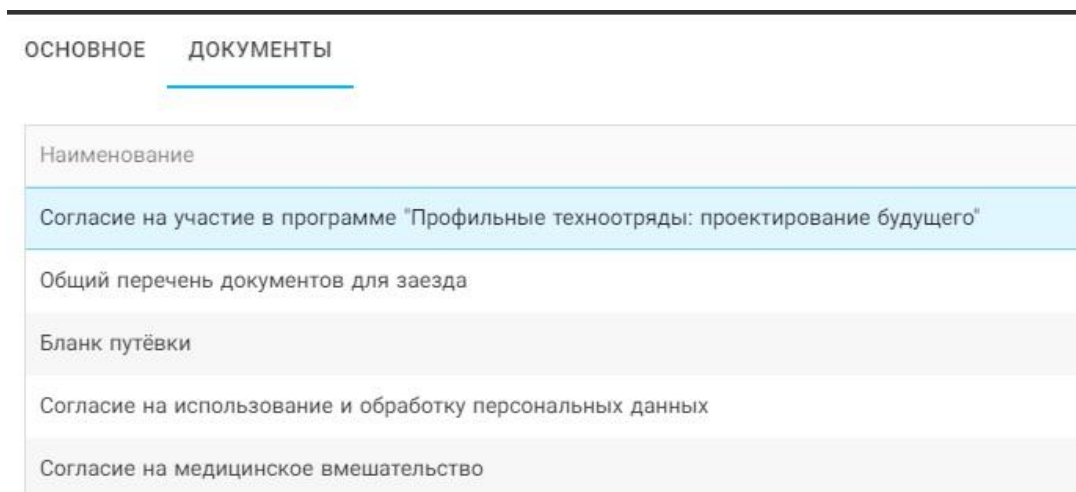 ОСНОВНОЕ ДОКУМЕНТЫ
Наименование
Согласие на участие в программе "Профильные техноотряды: проектирование будущего"
Общий перечень документов для заезда
Бланк путёвки
Согласие на использование и обработку персональных данных
Согласие на медицинское вмешательство